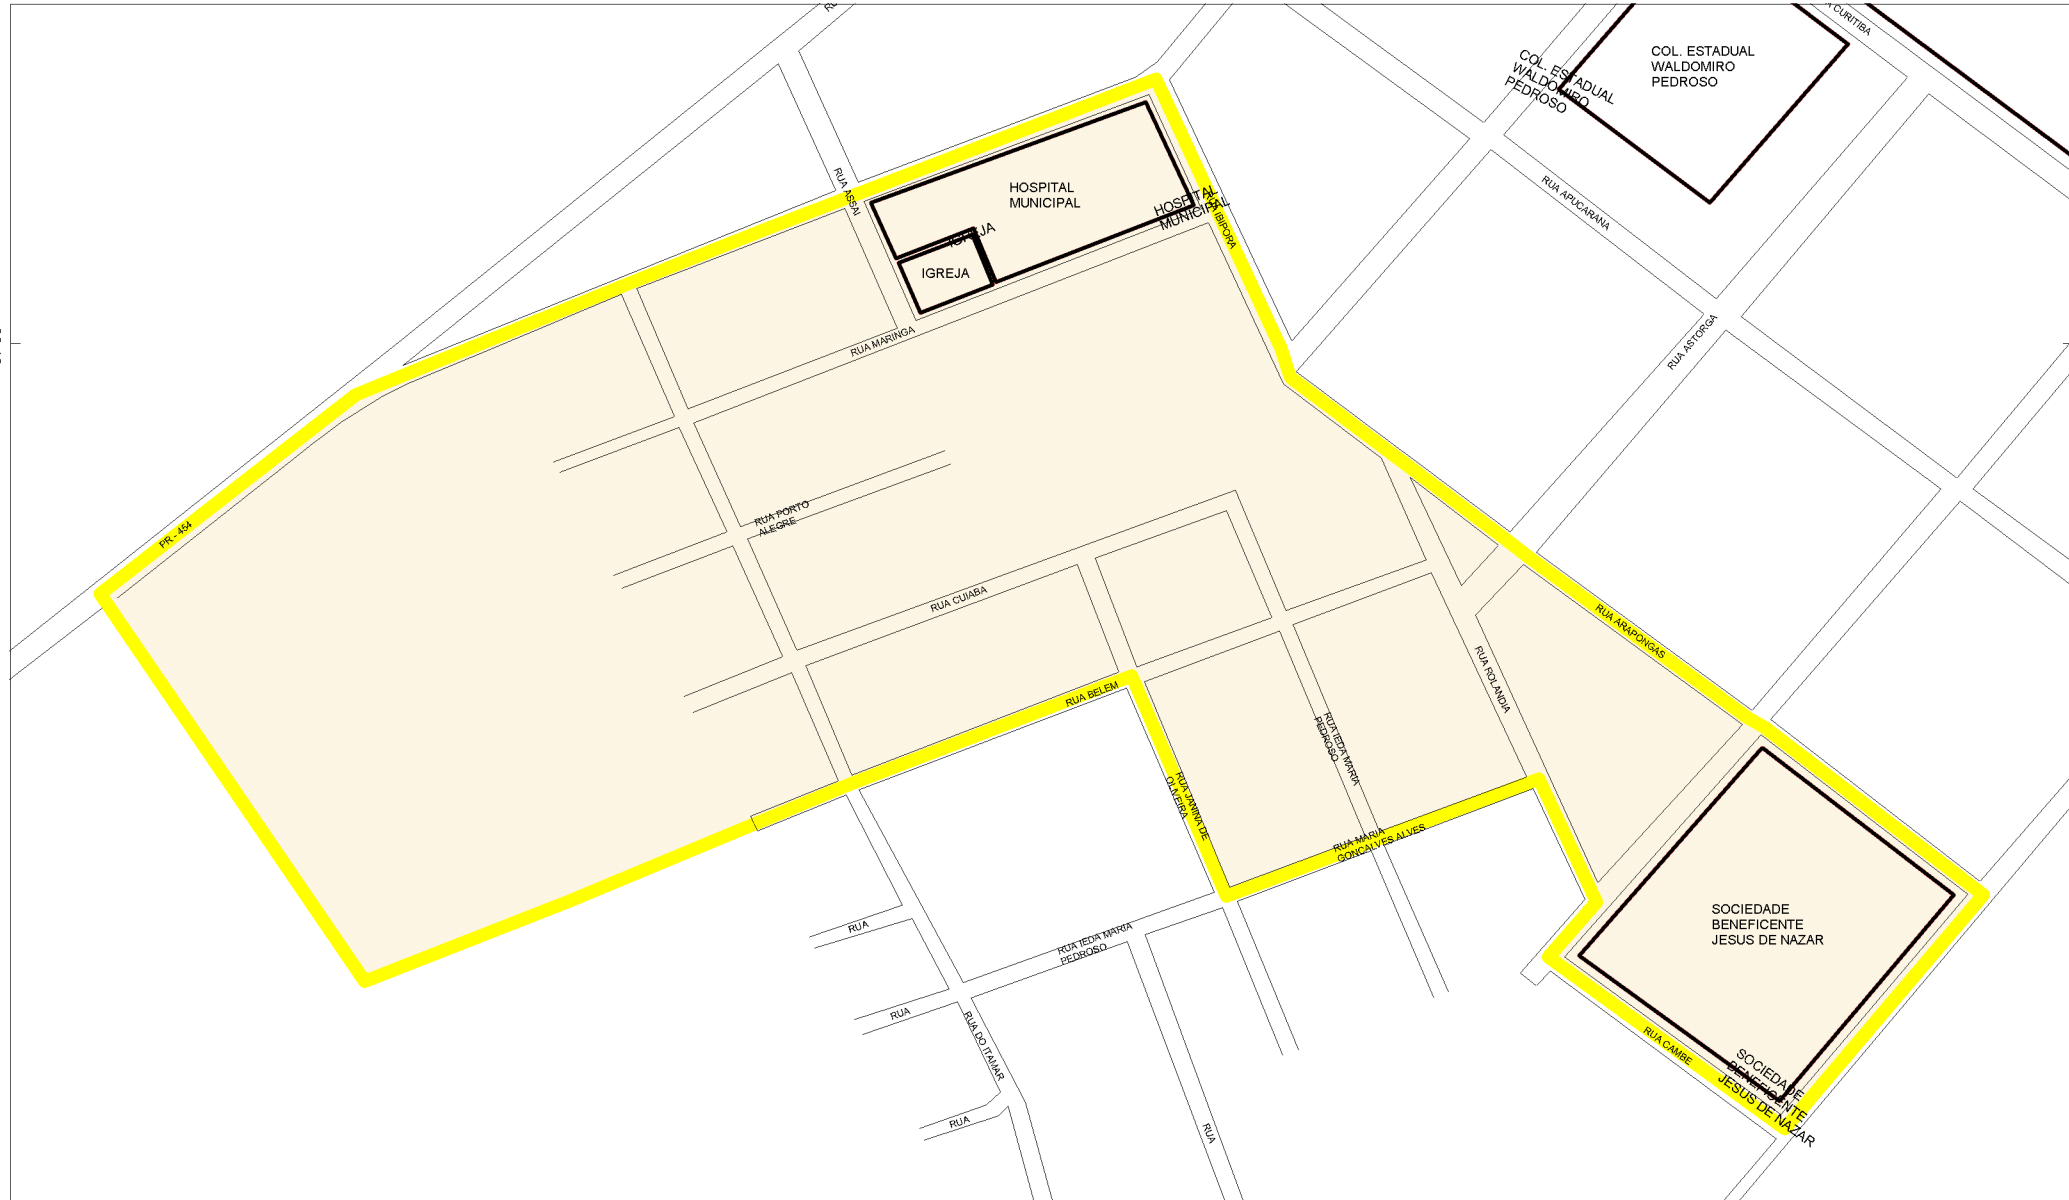 RUA CURITIBA
COL. ESTADUAL
WALDOMIRO
PEDROSO
COL. ESTADUAL
WALDOMIRO
PEDROSO
RUA ASSAI
HOSPITAL
MUNICIPAL
HOSPITAL
MUNICIPAL
RUA IBIPORA
RUA APUCARANA
IGREJA
IGREJA
RUA MARINGA
RUA ASTORGA
PR - 454
RUA PORTO
ALEGRE
RUA CUIABA
RUA ARAPONGAS
RUA ROLANDIA
RUA BELEM
RUA IEDA MARIA
PEDROSO
RUA JANINA DE
OLIVEIRA
RUA MARIA
GONCALVES ALVES
SOCIEDADE
BENEFICENTE
JESUS DE NAZAR
RUA
RUA IEDA MARIA
PEDROSO
RUA
RUA DO ITAMAR
RUA CAMBE
SOCIEDADE
BENEFICENTE
JESUS DE NAZAR
RUA
RUA